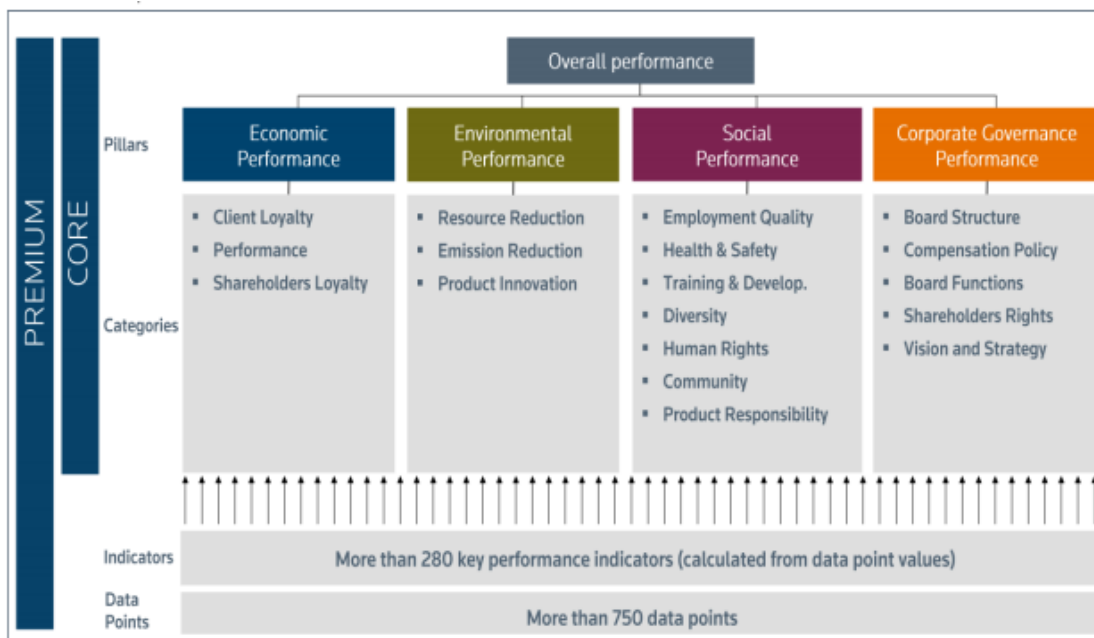 Overall performance
PREMIUM
CORE
Pillars
Economic
Performance
Environmental
Performance
Social
Performance
Corporate Governance
Performance
Categories
▪ Client Loyalty
▪ Performance
▪ Shareholders Loyalty
▪ Resource Reduction
▪ Emission Reduction
▪ Product Innovation
▪ Employment Quality
▪ Health & Safety
▪ Training & Develop.
▪ Diversity
▪ Human Rights
▪ Community
▪ Product Responsibility
▪ Board Structure
▪ Compensation Policy
▪ Board Functions
▪ Shareholders Rights
▪ Vision and Strategy
Indicators
More than 280 key performance indicators (calculated from data point values)
Data
Points
More than 750 data points